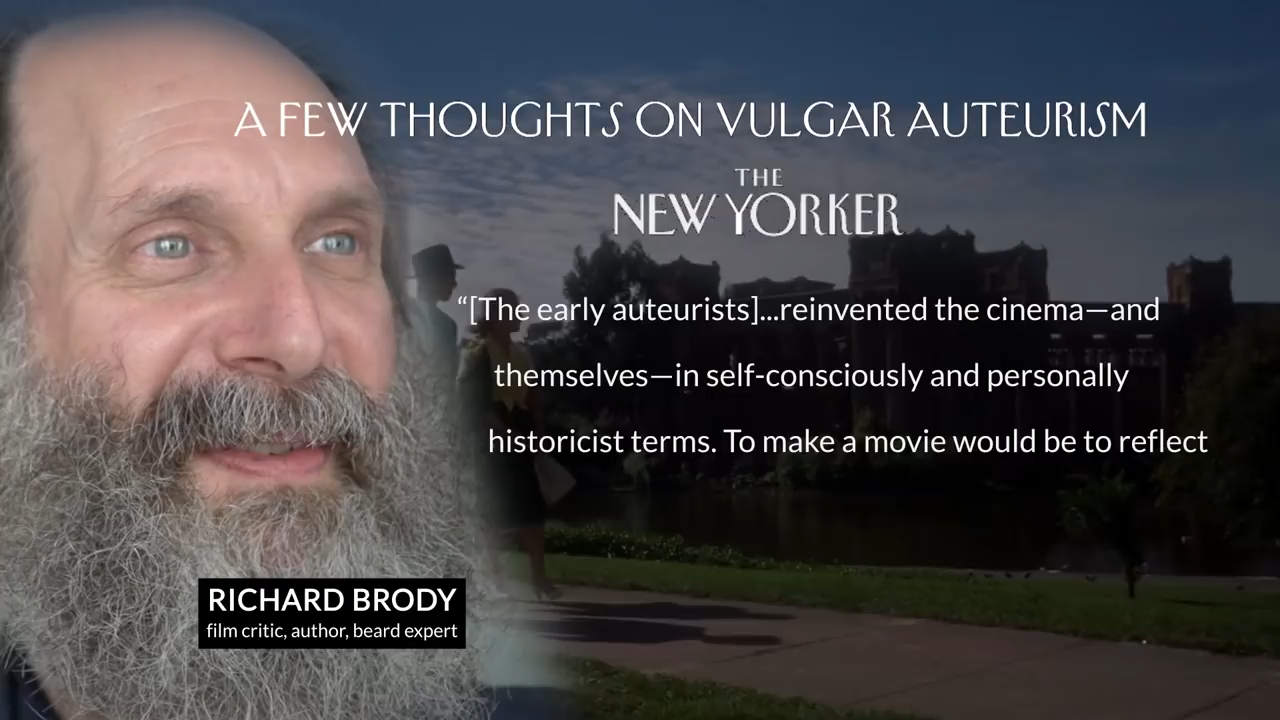 A FEW THOUGHTS ON VULGAR AUTEURISM
THE
NEW YORKER
“[The early auteurists]...reinvented the cinema—and
themselves—in self-consciously and personally
historicist terms. To make a movie would be to reflect
RICHARD BRODY
film critic, author, beard expert